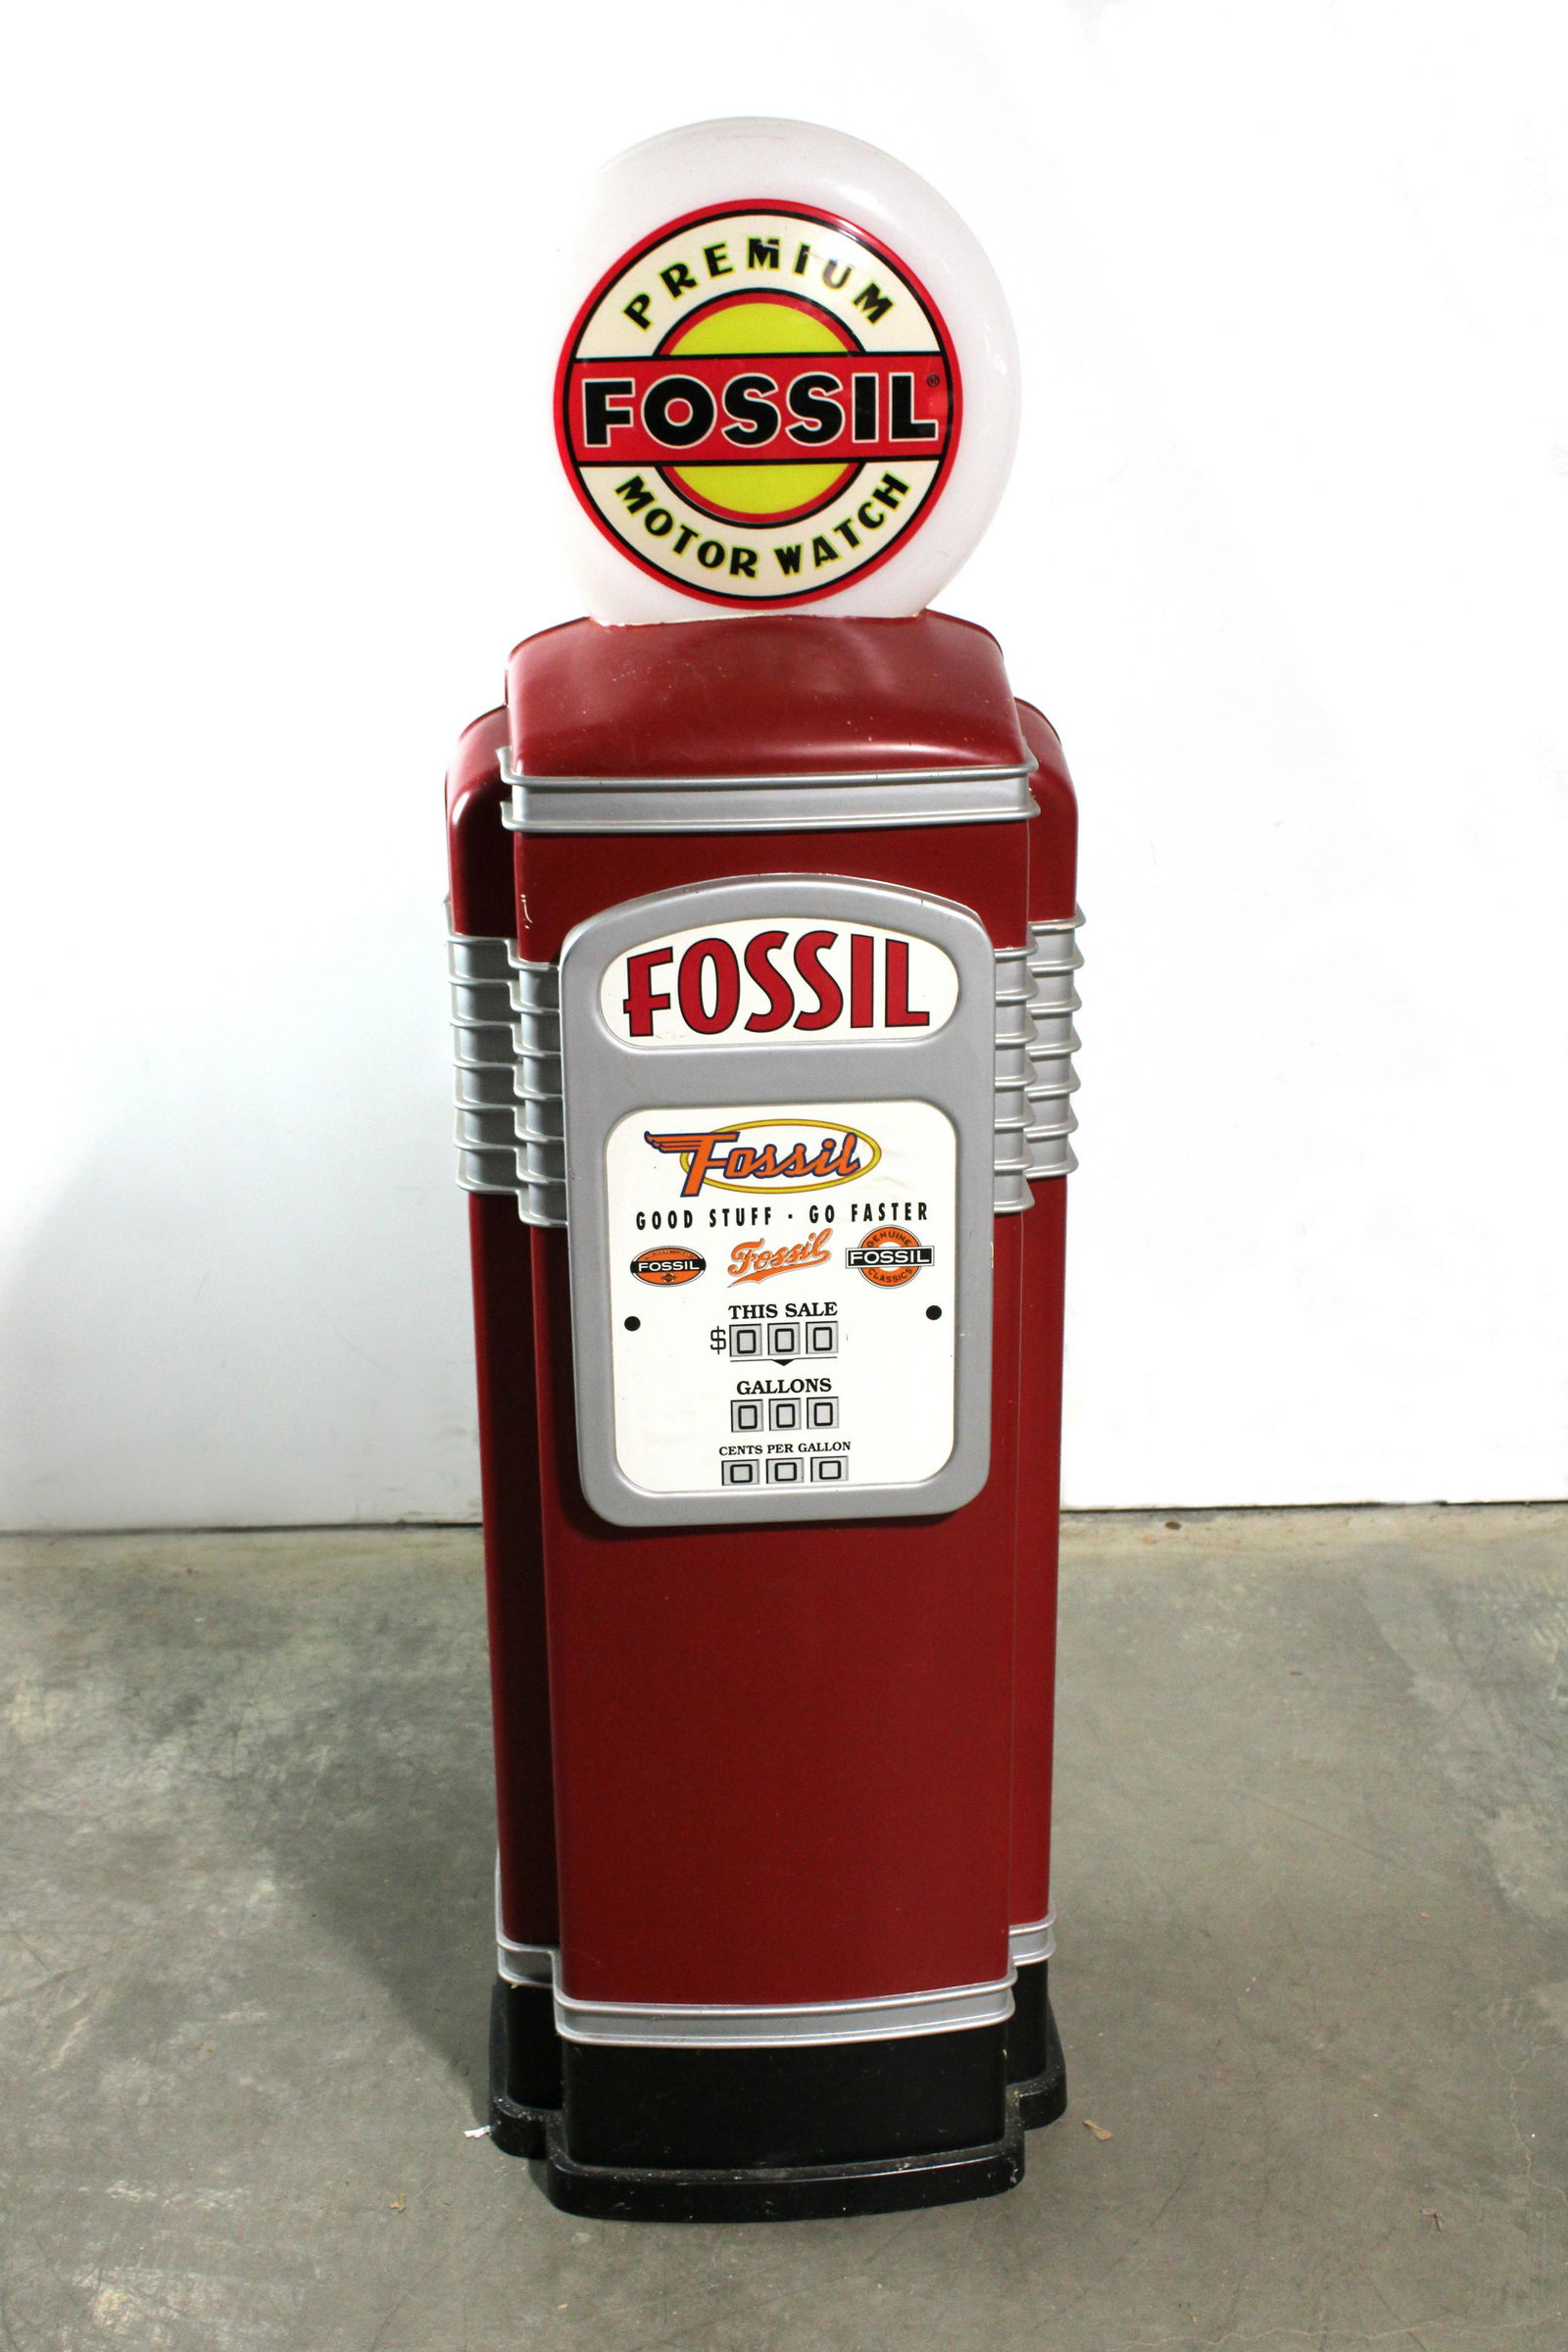 PREMIUM
FOSSIL®
MOTOR WATCH
FOSSIL
Fossil
GOOD STUFF - GO FASTER
FOSSIL
Fossil
GENUINE
FOSSIL
CLASSICS
THIS SALE
$000
GALLONS
000
CENTS PER GALLON
000